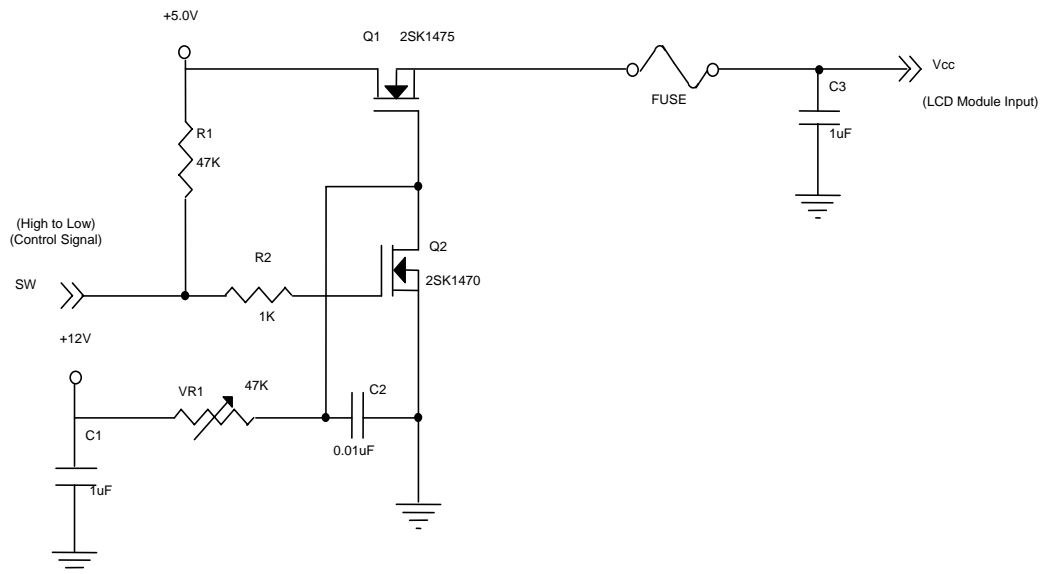 +5.0V
Q1 2SK1475
Vcc
(LCD Module Input)
FUSE
C3
1uF
R1
47K
(High to Low)
(Control Signal)
SW
R2
1K
Q2
2SK1470
+12V
VR1
47K
C2
0.01uF
C1
1uF